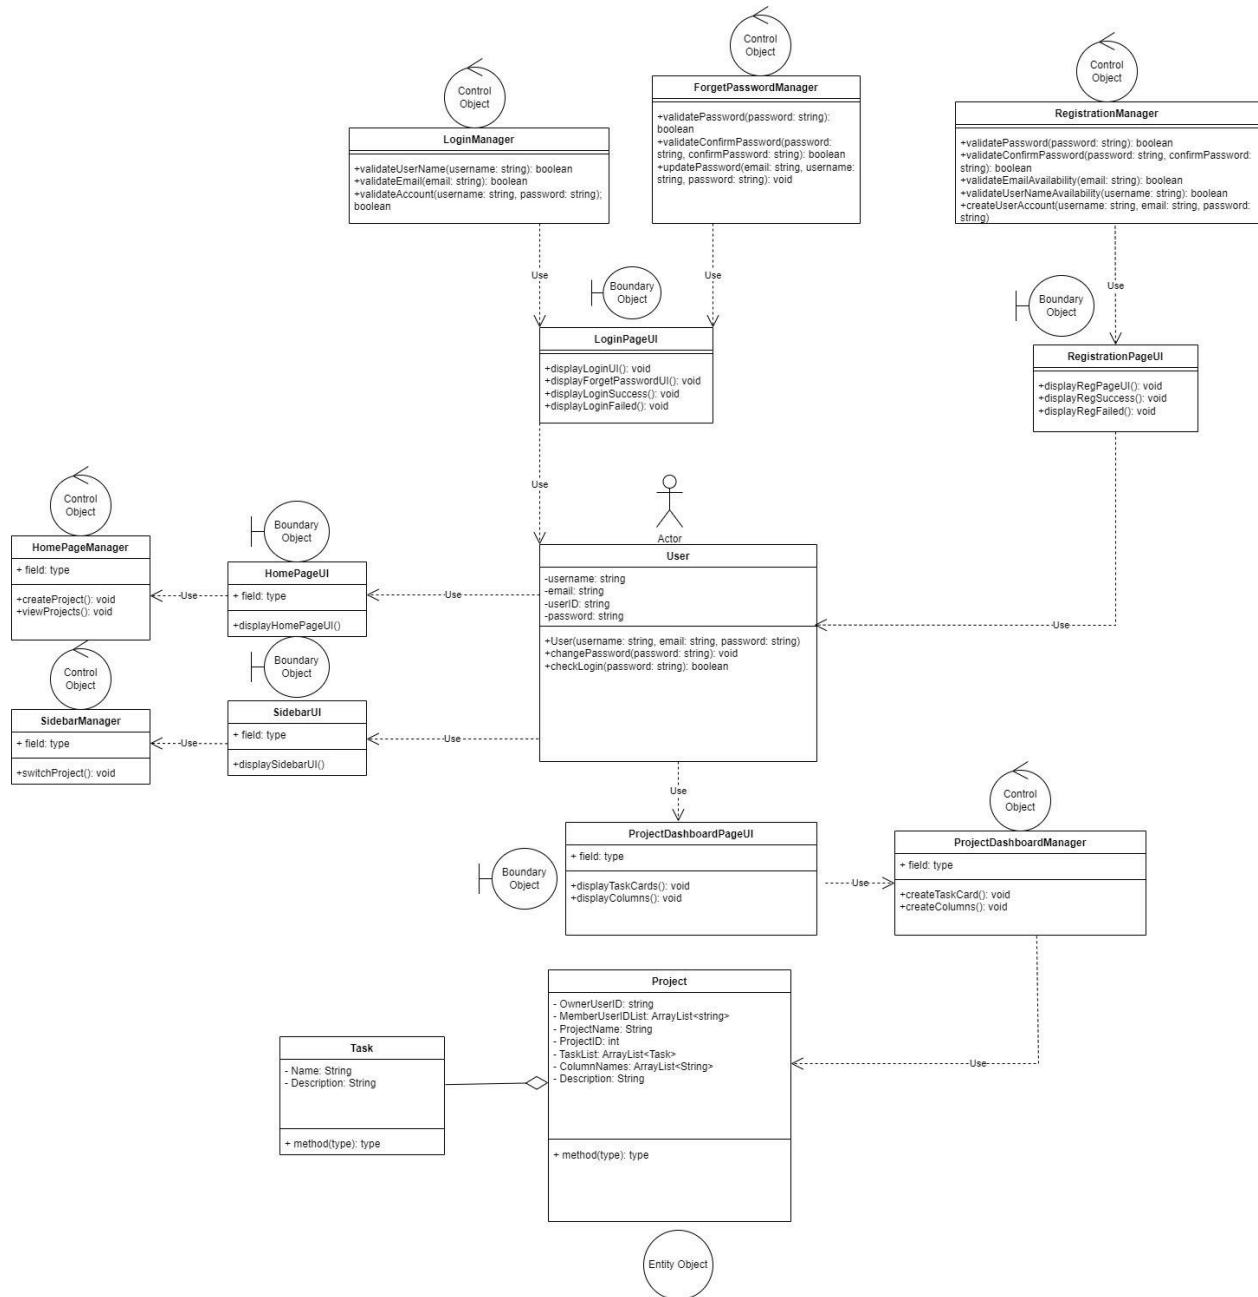 Control
Object
ForgetPasswordManager
+validatePassword(password: string):
boolean
+validateConfirmPassword(password:
string, confirmPassword: string): boolean
+updatePassword(email: string, username:
string, password: string): void
Control
Object
RegistrationManager
+validatePassword(password: string): boolean
+validateConfirmPassword(password: string, confirmPassword:
string): boolean
+validateEmailAvailability(email: string): boolean
+validateUserNameAvailability(username: string): boolean
+createUserAccount(username: string, email: string, password:
string)
Control
Object
LoginManager
+validateUserName(username: string): boolean
+validateEmail(email: string): boolean
+validateAccount(username: string, password: string);
boolean
Use
Use
Use
Boundary
Object
LoginPageUI
+displayLoginUI(): void
+displayForgetPasswordUI(): void
+displayLoginSuccess(): void
+displayLoginFailed(): void
Boundary
Object
RegistrationPageUI
+displayRegPageUI(): void
+displayRegSuccess(): void
+displayRegFailed(): void
Use
Actor
User
-username: string
-email: string
-userID: string
-password: string
+User(username: string, email: string, password: string)
+changePassword(password: string): void
+checkLogin(password: string): boolean
Use
Control
Object
HomePageManager
+ field: type
+createProject(): void
+viewProjects(): void
Use
Boundary
Object
HomePageUI
+ field: type
+displayHomePageUI()
Use
Control
Object
SidebarManager
+ field: type
+switchProject(): void
Use
Boundary
Object
SidebarUI
+ field: type
+displaySidebarUI()
Use
Use
Boundary
Object
ProjectDashboardPageUI
+ field: type
+displayTaskCards(): void
+displayColumns(): void
Use
Control
Object
ProjectDashboardManager
+ field: type
+createTaskCard(): void
+createColumns(): void
Use
Project
- OwnerUserID: string
- MemberUserIDList: ArrayList<string>
- ProjectName: String
- ProjectID: int
- TaskList: ArrayList<Task>
- ColumnNames: ArrayList<String>
- Description: String
+ method(type): type
Task
- Name: String
- Description: String
+ method(type): type
Entity Object